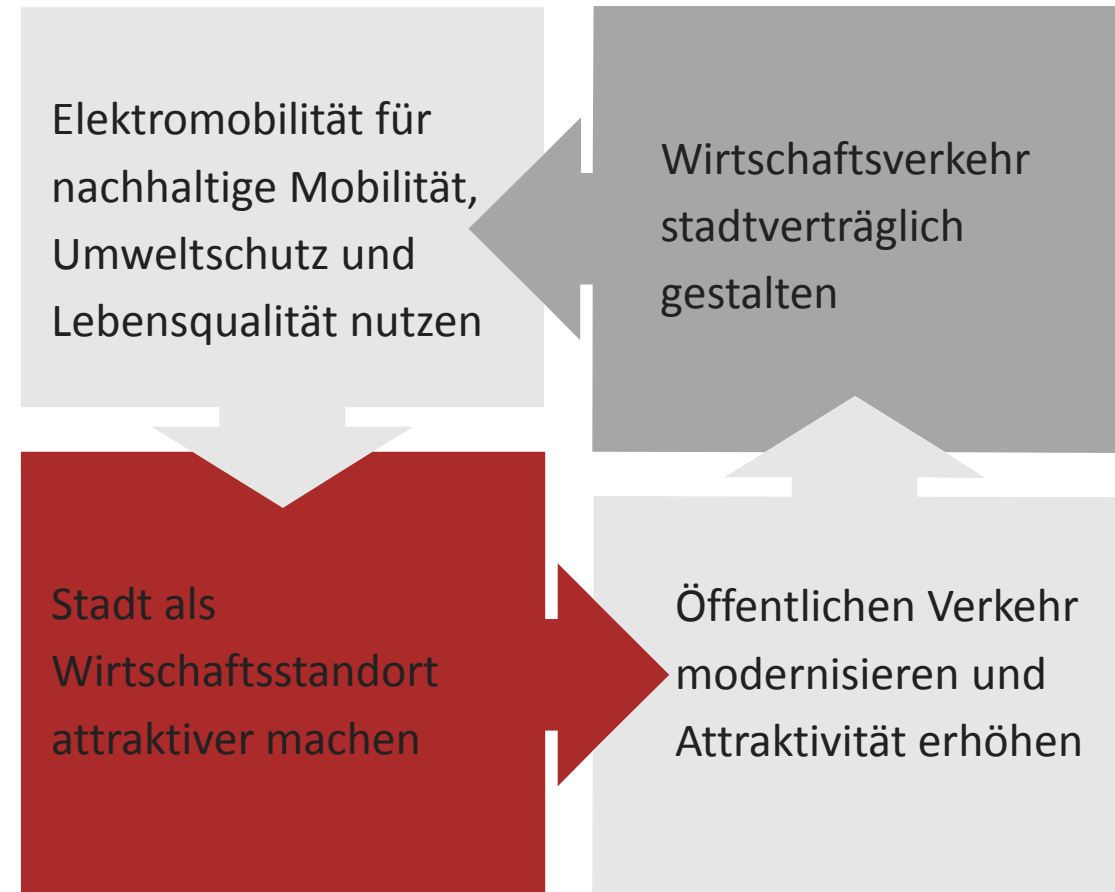 Elektromobilität für
nachhaltige Mobilität,
Umweltschutz und
Lebensqualität nutzen
Wirtschaftsverkehr
stadtverträglich
gestalten
Stadt als
Wirtschaftsstandort
attraktiver machen
Öffentlichen Verkehr
modernisieren und
Attraktivität erhöhen